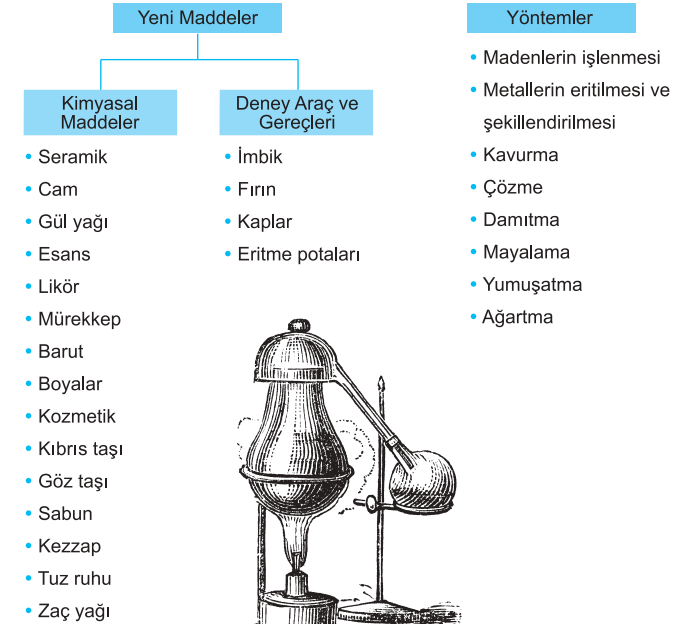 Yeni Maddeler
Kimyasal
Maddeler
• Seramik
• Cam
• Gül yağı
• Esans
• Likör
• Mürekkep
• Barut
• Boyalar
• Kozmetik
• Kıbrıs taşı
• Göz taşı
• Sabun
• Kezzap
• Tuz ruhu
• Zaç yağı
Deney Araç ve
Gereçleri
• İmbik
• Fırın
• Kaplar
• Eritme potaları
Yöntemler
• Madenlerin işlenmesi
• Metallerin eritilmesi ve
şekillendirilmesi
• Kavurma
• Çözme
• Damıtma
• Mayalama
• Yumuşatma
• Ağartma